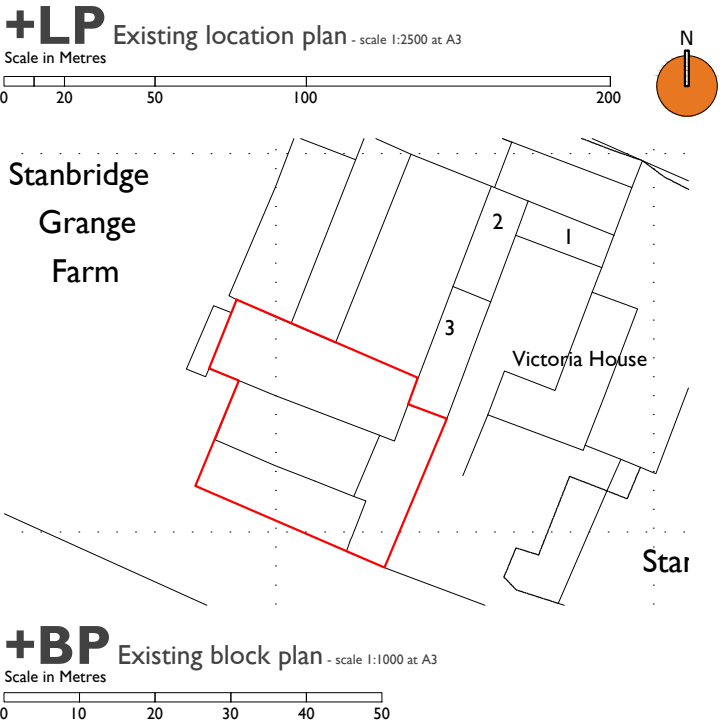 +LP Existing location plan - scale 1:2500 at A3
Scale in Metres
0 20 50 100 200
N
Stanbridge
Grange
Farm
2
1
3
Victoria House
Star
+BP Existing block plan - scale 1:1000 at A3
Scale in Metres
0 10 20 30 40 50